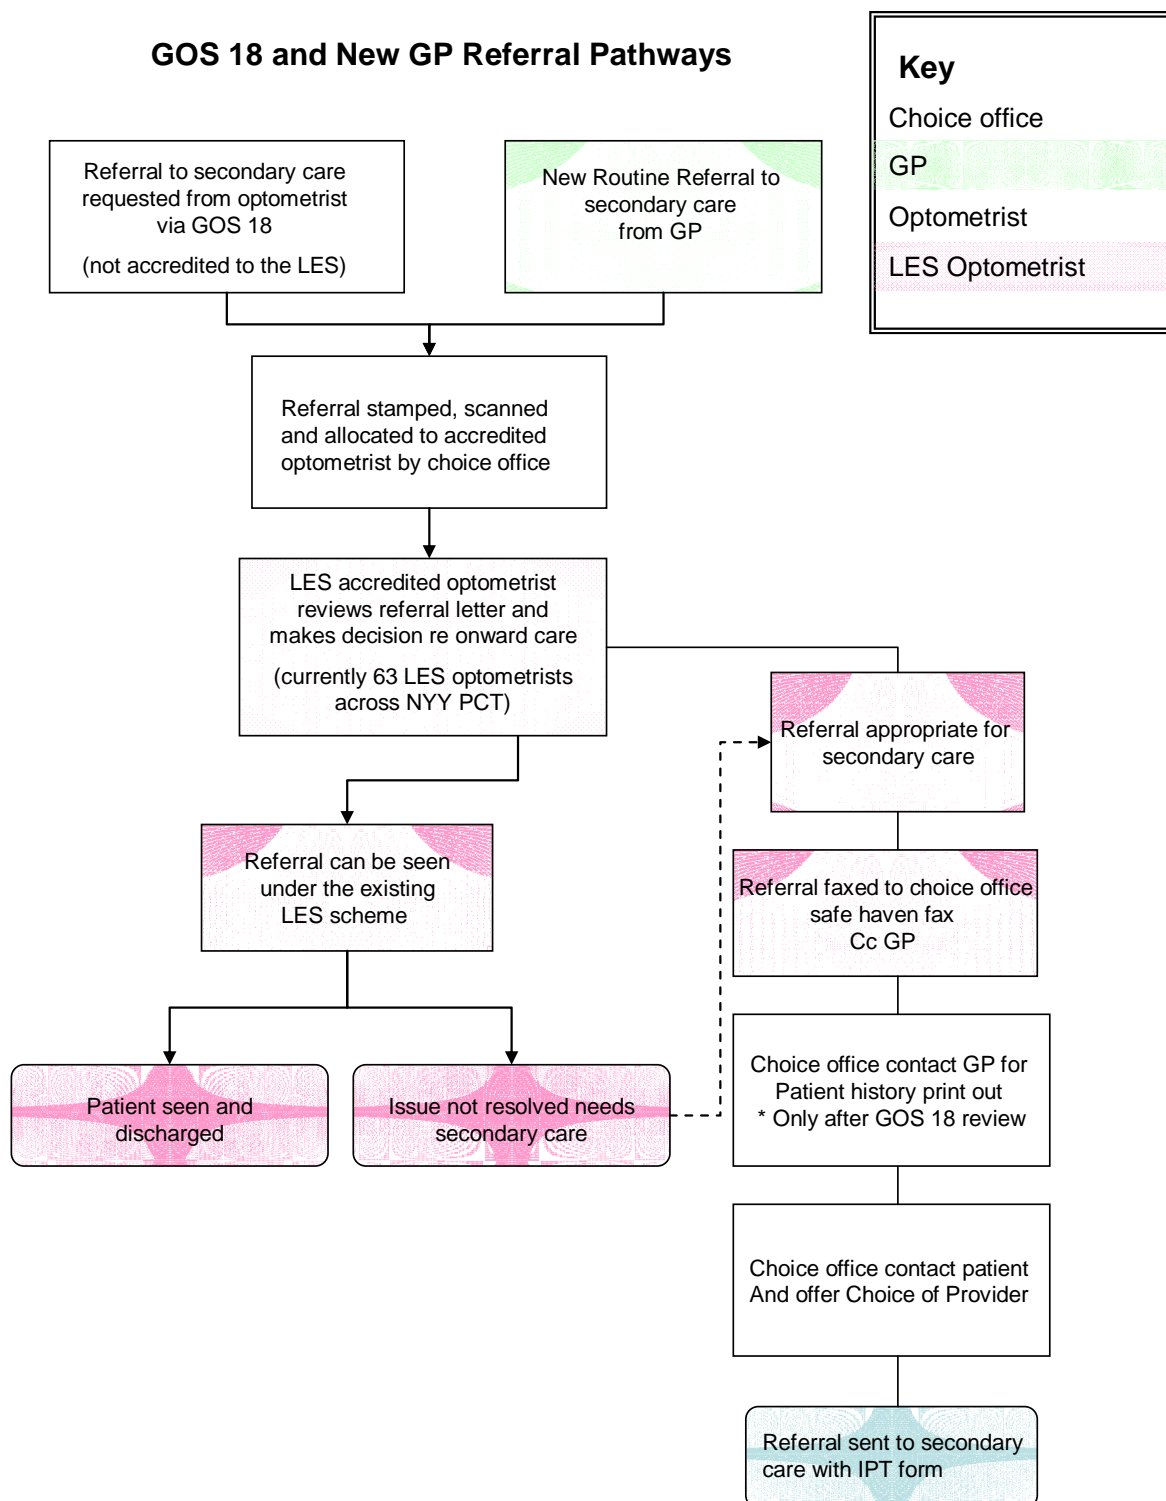 GOS 18 and New GP Referral Pathways
Key
Choice office
GP
Optometrist
LES Optometrist
Referral to secondary care
requested from optometrist
via GOS 18
(not accredited to the LES)
New Routine Referral to
secondary care
from GP
Referral stamped, scanned
and allocated to accredited
optometrist by choice office
LES accredited optometrist
reviews referral letter and
makes decision re onward care
(currently 63 LES optometrists
across NYY PCT)
Referral appropriate for
secondary care
Referral can be seen
under the existing
LES scheme
Referral faxed to choice office
safe haven fax
Cc GP
Patient seen and
discharged
Issue not resolved needs
secondary care
Choice office contact GP for
Patient history print out
* Only after GOS 18 review
Choice office contact patient
And offer Choice of Provider
Referral sent to secondary
care with IPT form